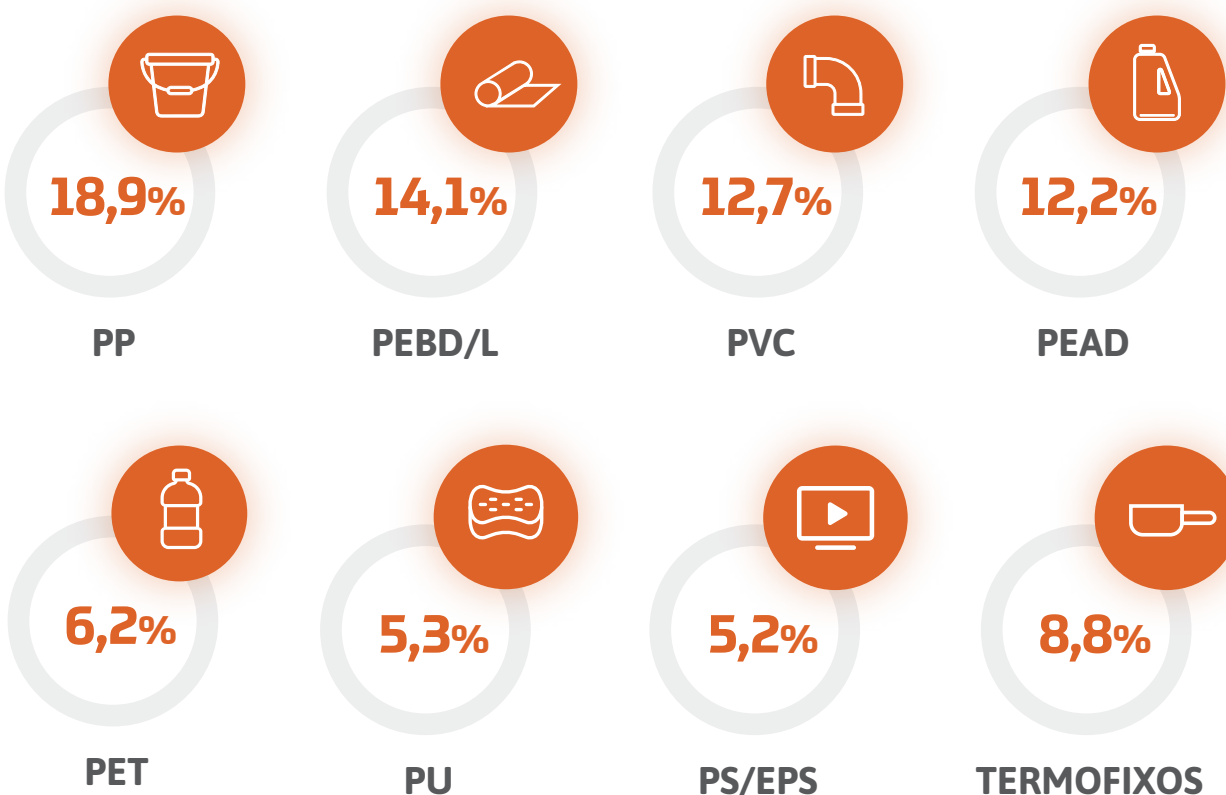 18,9% 14,1% 12,7% 12,2%
PP PEBD/L PVC PEAD
6,2% 5,3% 5,2% 8,8%
PET PU PS/EPS TERMOFIXOS